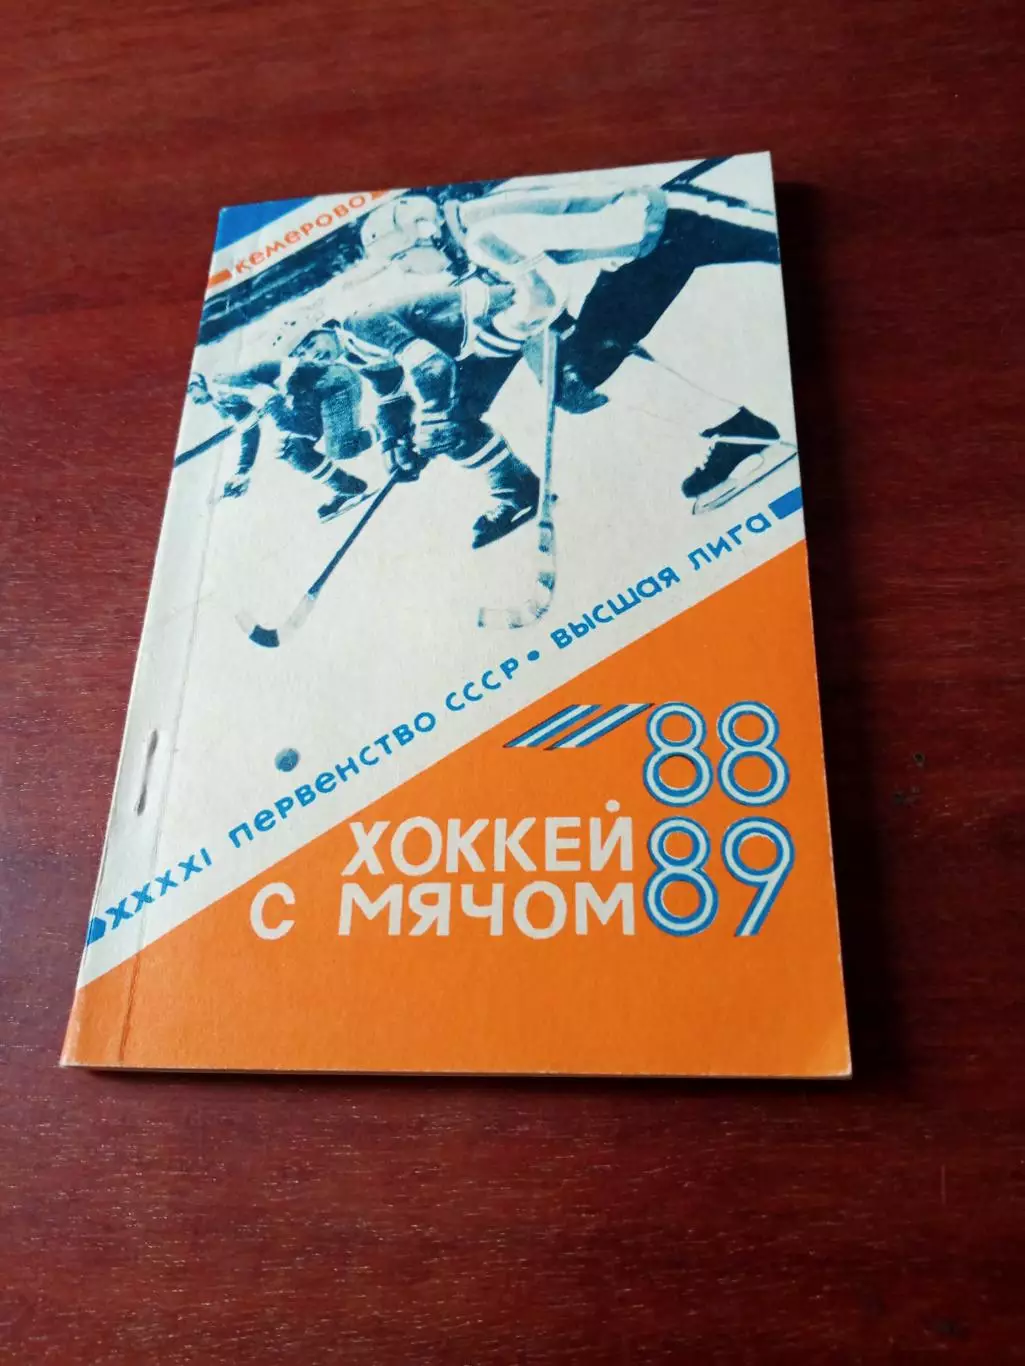 кемерово
XXXXI первенство СССР • высшая лига
88
ХОККЕЙ
89
С МЯЧОМ